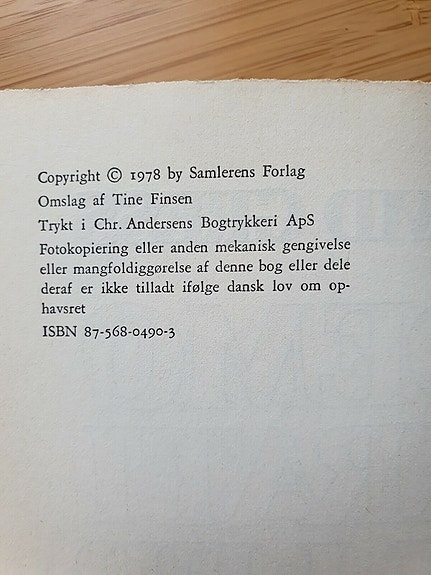 Copyright © 1978 by Samlerens Forlag
Omslag af Tine Finsen
Trykt i Chr. Andersens Bogtrykkeri ApS
Fotokopiering eller anden mekanisk gengivelse
eller mangfoldiggørelse af denne bog eller dele
deraf er ikke tilladt ifølge dansk lov om op-
havsret
ISBN 87-568-0490-3